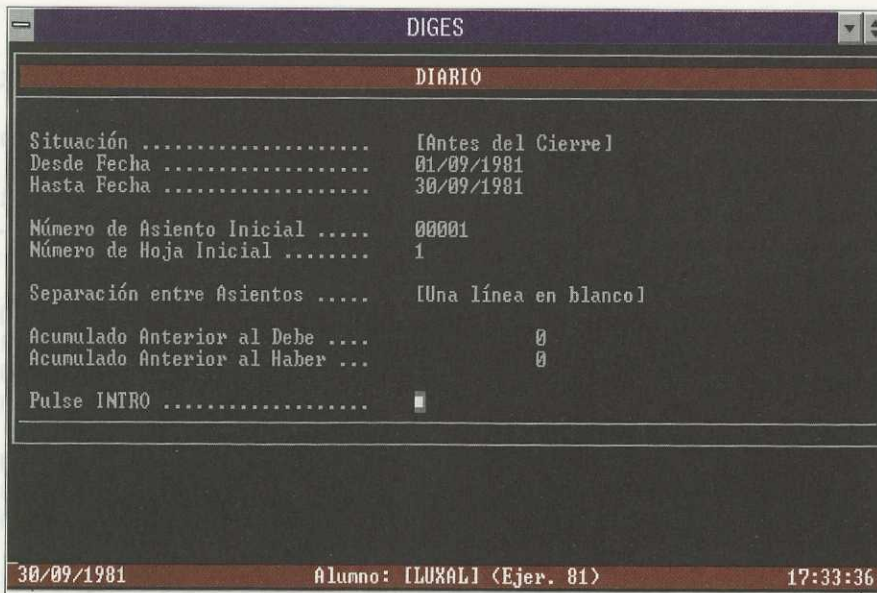 DIGES
DIARIO
Situación ..................... [Antes del Cierre]
Desde Fecha ................... 01/09/1981
Hasta Fecha ................... 30/09/1981
Número de Asiento Inicial ..... 00001
Número de Hoja Inicial ........ 1
Separación entre Asientos ..... [Una línea en blanco]
Acumulado Anterior al Debe .... 0
Acumulado Anterior al Haber ... 0
Pulse INTRO ...................
30/09/1981 Alumno: [LUXAL] (Ejer. 81) 17:33:36